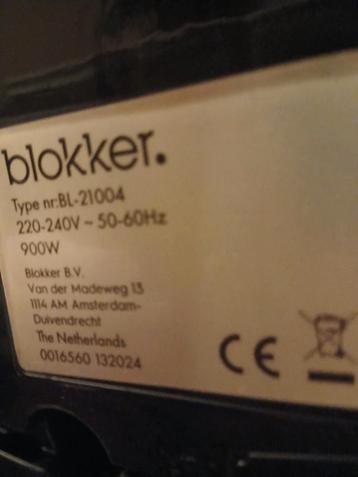 blokker.
Type nr:BL-21004
220-240V ~ 50-60Hz
900W
Blokker B.V.
Van der Madeweg 13
1114 AM Amsterdam-
Duivendrecht
The Netherlands
0016560 132024
CE